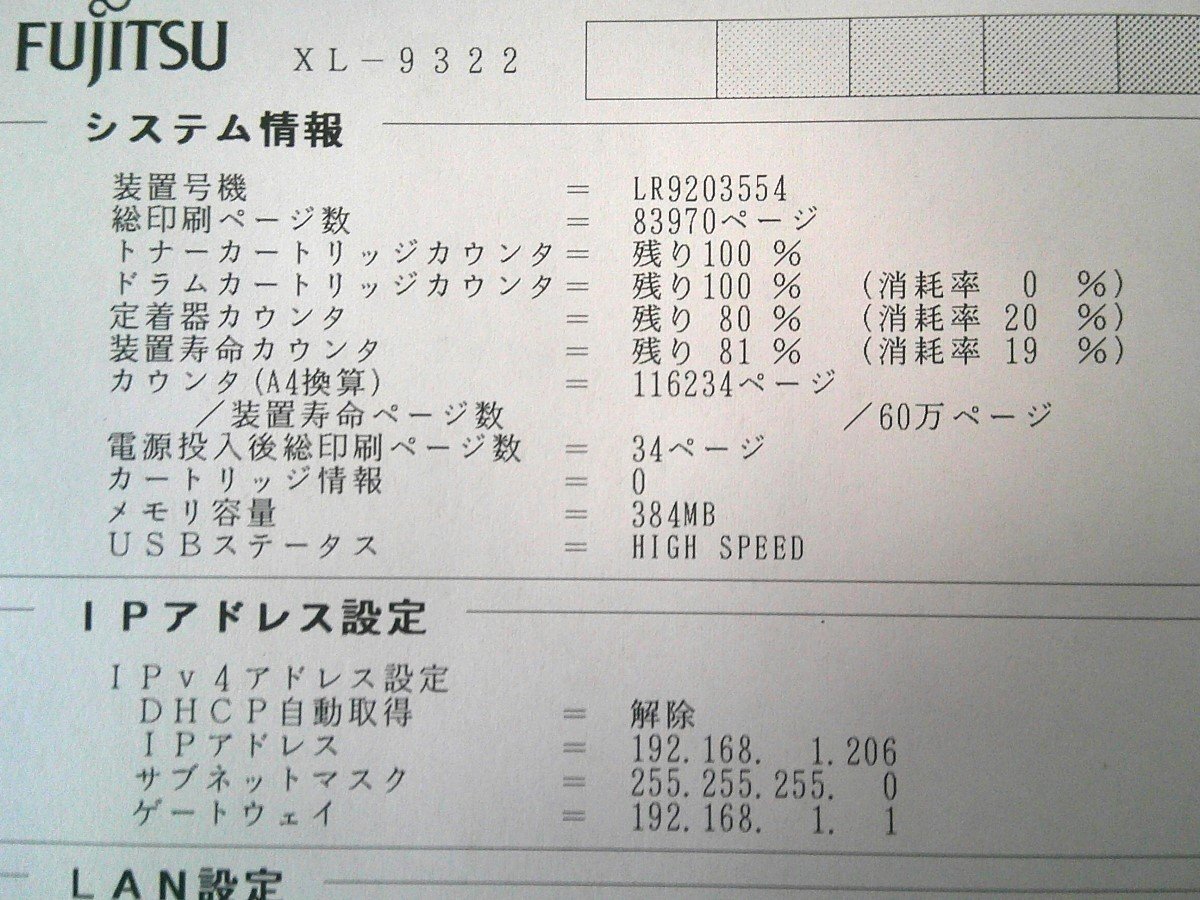 FUJITSU XL-9322
システム情報
装置号機 = LR9203554
総印刷ページ数 = 83970ページ
トナーカートリッジカウンタ= 残り100 %
ドラムカートリッジカウンタ= 残り100 % (消耗率 0 %)
定着器カウンタ = 残り 80 % (消耗率 20 %)
装置寿命カウンタ = 残り 81 % (消耗率 19 %)
カウンタ(A4換算) = 116234ページ
/装置寿命ページ数 /60万ページ
電源投入後総印刷ページ数 = 34ページ
カートリッジ情報 = 0
メモリ容量 = 384MB
USBステータス = HIGH SPEED
IPアドレス設定
IPv4アドレス設定
DHCP自動取得 = 解除
IPアドレス = 192.168. 1.206
サブネットマスク = 255.255.255. 0
ゲートウェイ = 192.168. 1. 1
LAN設定